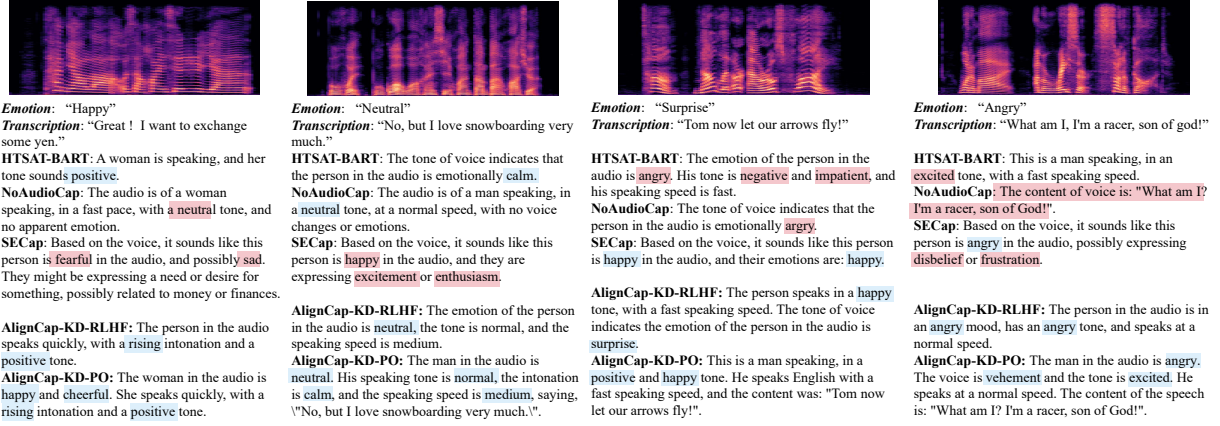 Emotion: “Happy”
Transcription: “Great！ I want to exchange
some yen.”
HTSAT-BART: A woman is speaking, and her
tone sounds positive.
NoAudioCap: The audio is of a woman
speaking, in a fast pace, with a neutral tone, and
no apparent emotion.
SECap: Based on the voice, it sounds like this
person is fearful in the audio, and possibly sad.
They might be expressing a need or desire for
something, possibly related to money or finances.
AlignCap-KD-RLHF: The person in the audio
speaks quickly, with a rising intonation and a
positive tone.
AlignCap-KD-PO: The woman in the audio is
happy and cheerful. She speaks quickly, with a
rising intonation and a positive tone.
Emotion: “Neutral”
Transcription: “No, but I love snowboarding very
much.”
HTSAT-BART: The tone of voice indicates that
the person in the audio is emotionally calm.
NoAudioCap: The audio is of a man speaking, in
a neutral tone, at a normal speed, with no voice
changes or emotions.
SECap: Based on the voice, it sounds like this
person is happy in the audio, and they are
expressing excitement or enthusiasm.
AlignCap-KD-RLHF: The emotion of the person
in the audio is neutral, the tone is normal, and the
speaking speed is medium.
AlignCap-KD-PO: The man in the audio is
neutral. His speaking tone is normal, the intonation
is calm, and the speaking speed is medium, saying,
\"No, but I love snowboarding very much.\".
Emotion: “Surprise”
Transcription: “Tom now let our arrows fly!”
HTSAT-BART: The emotion of the person in the
audio is angry. His tone is negative and impatient, and
his speaking speed is fast.
NoAudioCap: The tone of voice indicates that the
person in the audio is emotionally argry.
SECap: Based on the voice, it sounds like this person
is happy in the audio, and their emotions are: happy.
AlignCap-KD-RLHF: The person speaks in a happy
tone, with a fast speaking speed. The tone of voice
indicates the emotion of the person in the audio is
surprise.
AlignCap-KD-PO: This is a man speaking, in a
positive and happy tone. He speaks English with a
fast speaking speed, and the content was: "Tom now
let our arrows fly!".
Emotion: “Angry”
Transcription: “What am I, I'm a racer, son of god!”
HTSAT-BART: This is a man speaking, in an
excited tone, with a fast speaking speed.
NoAudioCap: The content of voice is: "What am I?
I'm a racer, son of God!".
SECap: Based on the voice, it sounds like this
person is angry in the audio, possibly expressing
disbelief or frustration.
AlignCap-KD-RLHF: The person in the audio is in
an angry mood, has an angry tone, and speaks at a
normal speed.
AlignCap-KD-PO: The man in the audio is angry.
The voice is vehement and the tone is excited. He
speaks at a normal speed. The content of the speech
is: "What am I? I'm a racer, son of God!".